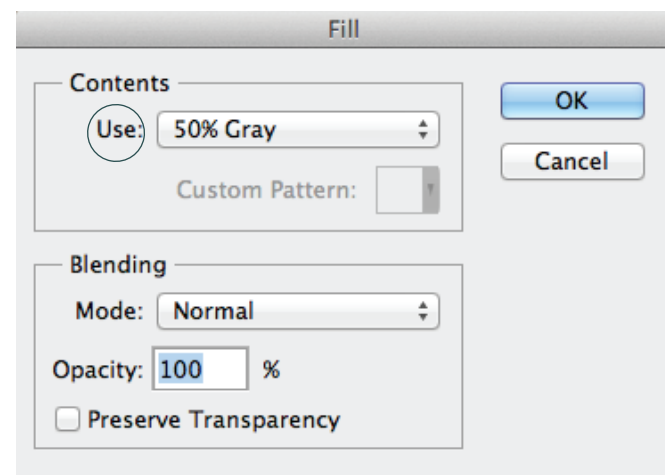 Fill
Contents
Use: 50% Gray
Custom Pattern:
OK
Cancel
Blending
Mode: Normal
Opacity: 100 %
Preserve Transparency